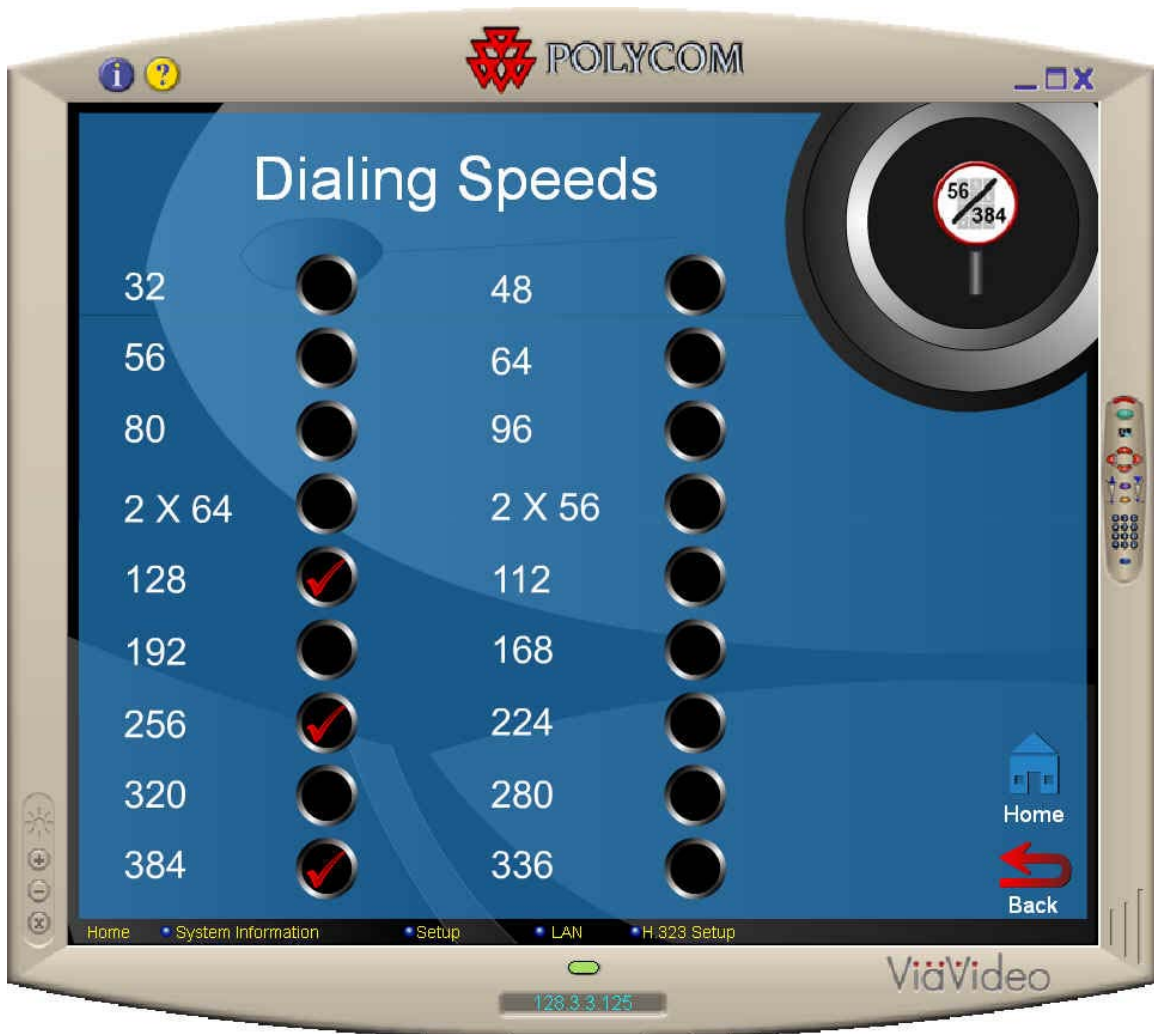 i ? POLYCOM
Dialing Speeds
56
384
32 48
56 64
80 96
2 X 64 2 X 56
128 112
192 168
256 224
320 280
384 336
Home
Back
Home System Information Setup LAN H.323 Setup
ViaVideo
128.3.3.125